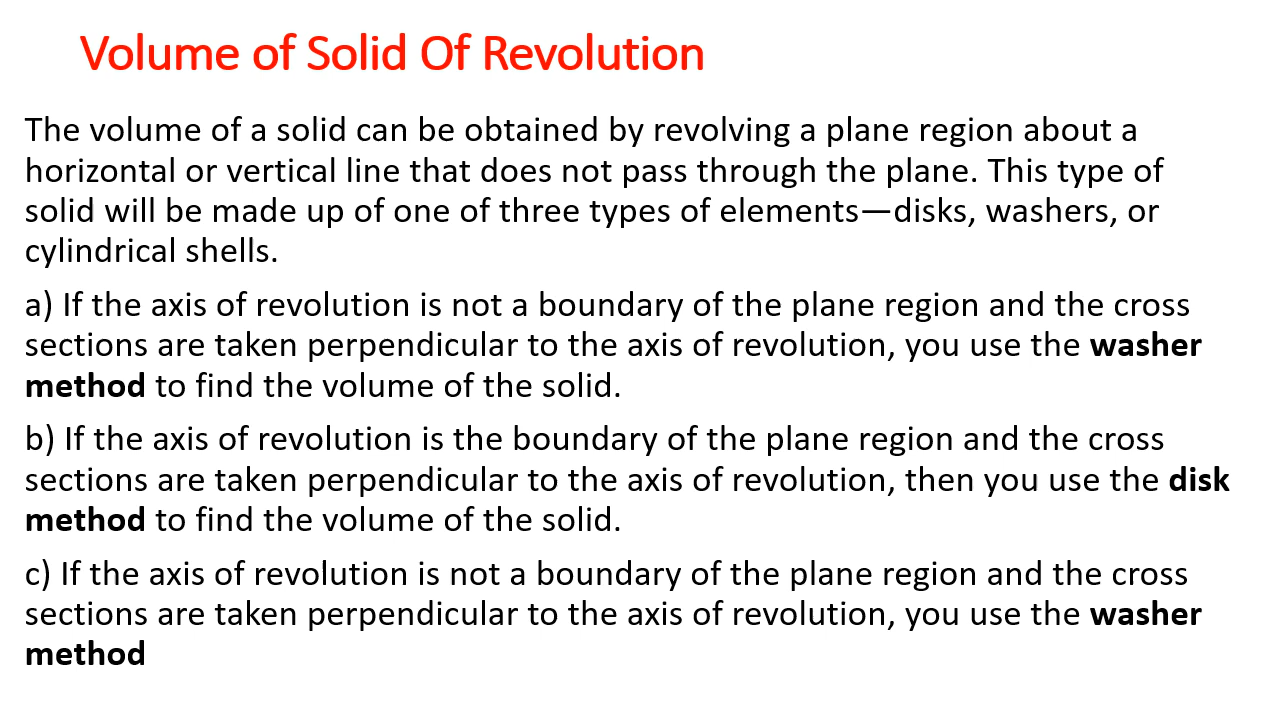 Volume of Solid Of Revolution
The volume of a solid can be obtained by revolving a plane region about a
horizontal or vertical line that does not pass through the plane. This type of
solid will be made up of one of three types of elements—disks, washers, or
cylindrical shells.
a) If the axis of revolution is not a boundary of the plane region and the cross
sections are taken perpendicular to the axis of revolution, you use the washer
method to find the volume of the solid.
b) If the axis of revolution is the boundary of the plane region and the cross
sections are taken perpendicular to the axis of revolution, then you use the disk
method to find the volume of the solid.
c) If the axis of revolution is not a boundary of the plane region and the cross
sections are taken perpendicular to the axis of revolution, you use the washer
method